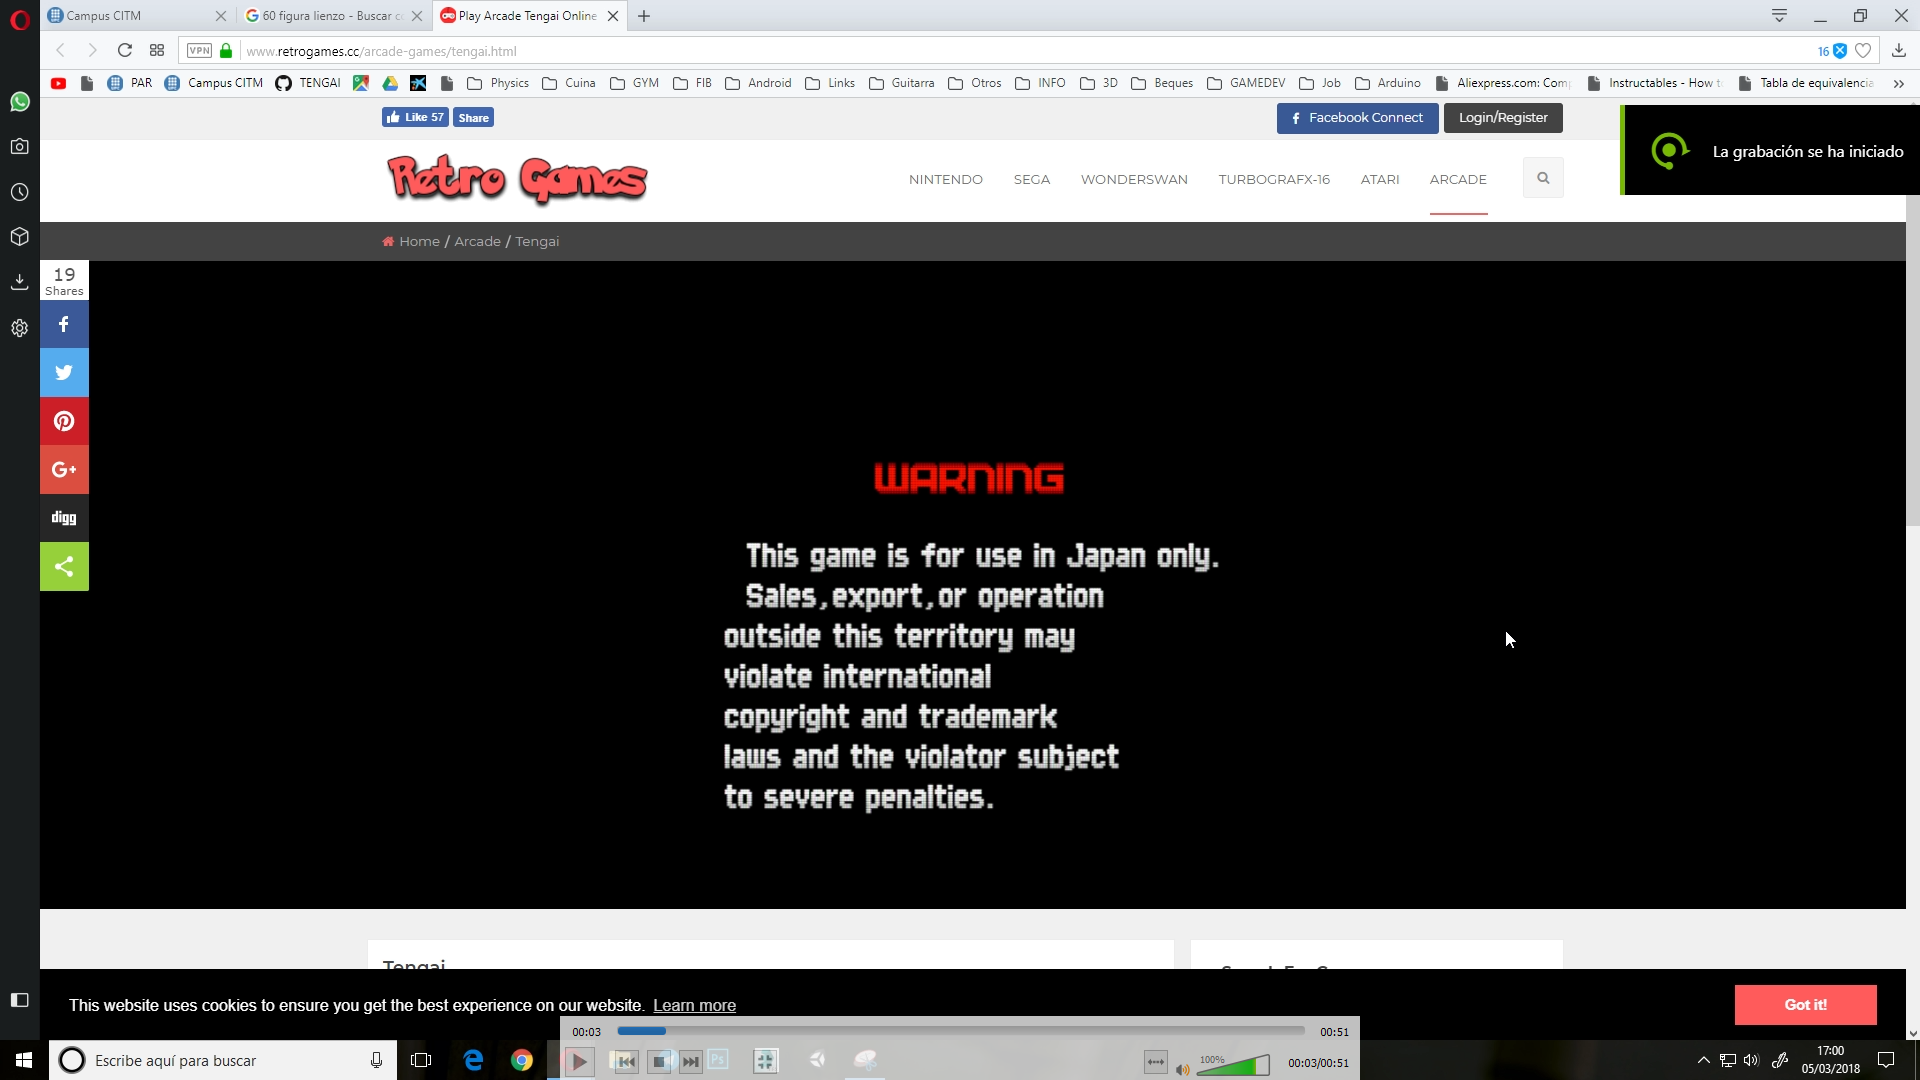 Campus CITM
60 figura lienzo - Buscar c
Play Arcade Tengai Online
VPN
www.retrogames.cc/arcade-games/tengai.html
16
PAR
Campus CITM
TENGAI
Physics
Cuina
GYM
FIB
Android
Links
Guitarra
Otros
INFO
3D
Beques
GAMEDEV
Job
Arduino
Aliexpress.com: Com
Instructables - How t
Tabla de equivalencia
Like 57
Share
Facebook Connect
Login/Register
La grabación se ha iniciado
Retro Games
NINTENDO
SEGA
WONDERSWAN
TURBOGRAFX-16
ATARI
ARCADE
Home / Arcade / Tengai
19
Shares
G+
digg
WARNING
This game is for use in Japan only.
Sales,export,or operation
outside this territory may
violate international
copyright and trademark
laws and the violator subject
to severe penalties.
Tengai
This website uses cookies to ensure you get the best experience on our website. Learn more
Got it!
00:03
00:51
Escribe aquí para buscar
Ps
100%
00:03/00:51
17:00
05/03/2018